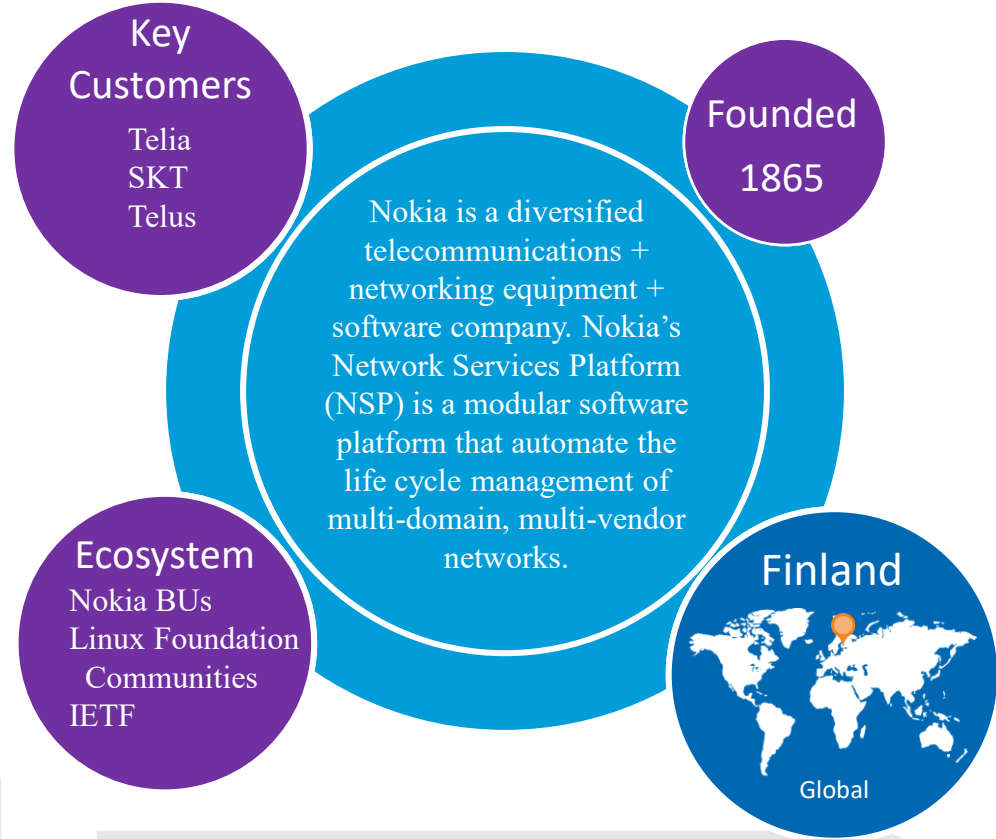 Key
Customers
Telia
SKT
Telus
Founded
1865
Nokia is a diversified
telecommunications +
networking equipment +
software company. Nokia’s
Network Services Platform
(NSP) is a modular software
platform that automate the
life cycle management of
multi-domain, multi-vendor
networks.
Ecosystem
Nokia BUs
Linux Foundation
Communities
IETF
Finland
Global